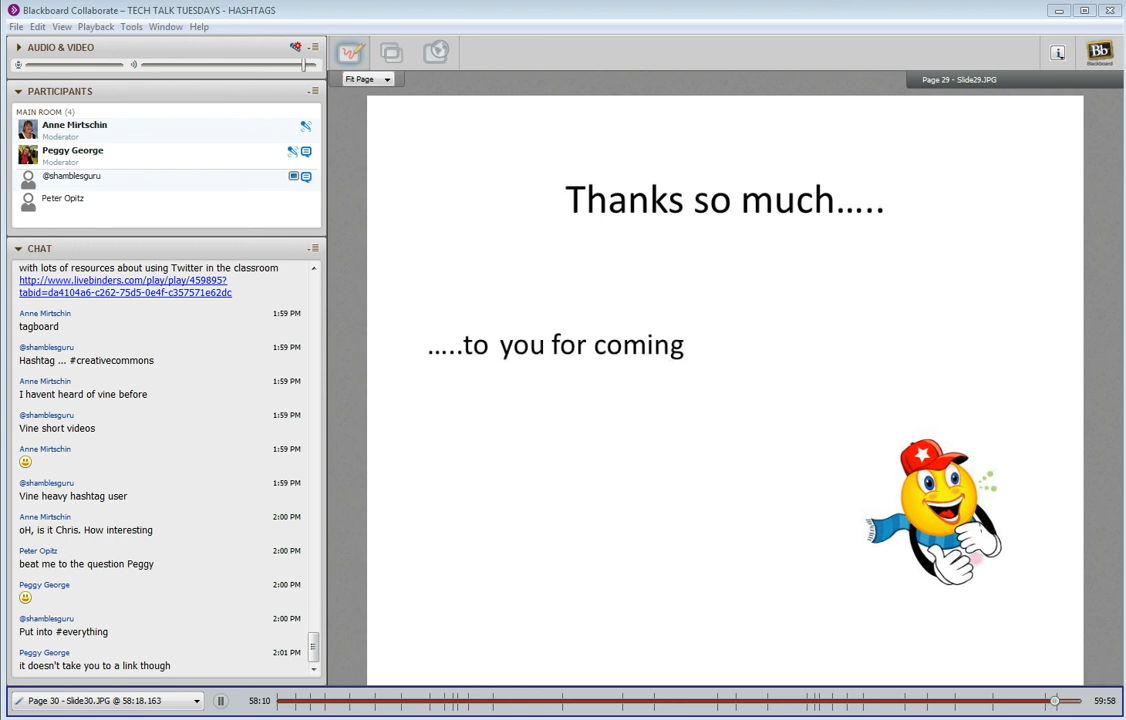 Blackboard Collaborate – TECH TALK TUESDAYS - HASHTAGS
File Edit View Playback Tools Window Help
AUDIO & VIDEO
PARTICIPANTS
MAIN ROOM (4)
Anne Mirtschin
Moderator
Peggy George
Moderator
@shamblesguru
Peter Opitz
CHAT
with lots of resources about using Twitter in the classroom
http://www.livebinders.com/play/play/459895?
tabid=da4104a6-c262-75d5-0e4f-c357571e62dc
Anne Mirtschin 1:59 PM
tagboard
@shamblesguru 1:59 PM
Hashtag ... #creativecommons
Anne Mirtschin 1:59 PM
I havent heard of vine before
@shamblesguru 1:59 PM
Vine short videos
Anne Mirtschin 1:59 PM
@shamblesguru 1:59 PM
Vine heavy hashtag user
Anne Mirtschin 2:00 PM
oH, is it Chris. How interesting
Peter Opitz 2:00 PM
beat me to the question Peggy
Peggy George 2:00 PM
@shamblesguru 2:00 PM
Put into #everything
Peggy George 2:01 PM
it doesn't take you to a link though
Page 30 - Slide30.JPG @ 58:18.163
58:10
59:58
Fit Page
Page 29 - Slide29.JPG
Bb
Blackboard
Thanks so much.....
.....to you for coming